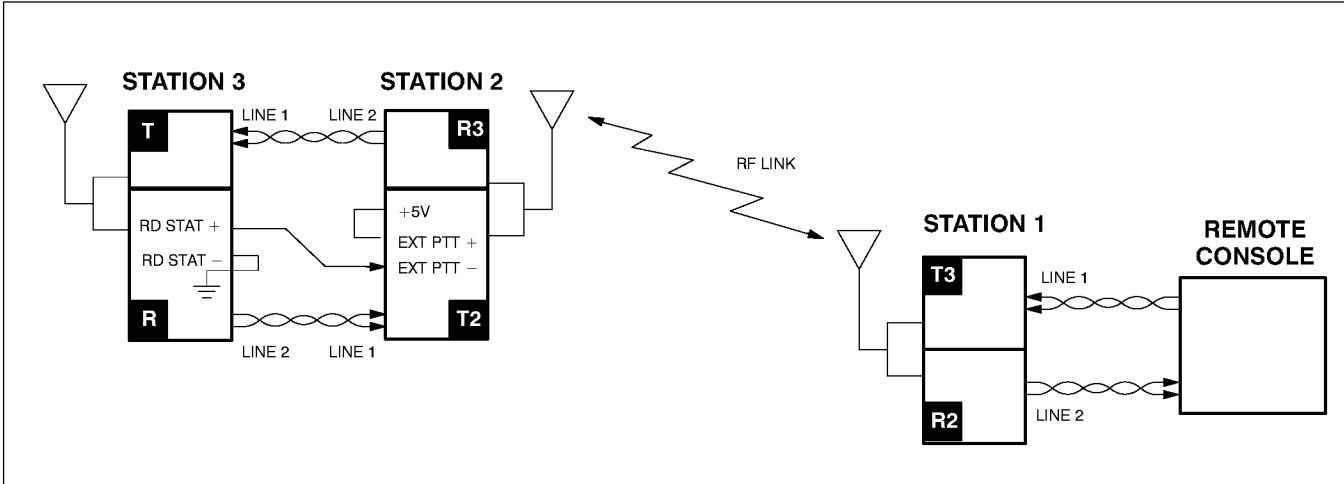 STATION 3
STATION 2
T
LINE 1
LINE 2
R3
RF LINK
RD STAT +
RD STAT −
+5V
EXT PTT +
EXT PTT −
R
T2
LINE 2
LINE 1
STATION 1
REMOTE
CONSOLE
T3
LINE 1
R2
LINE 2